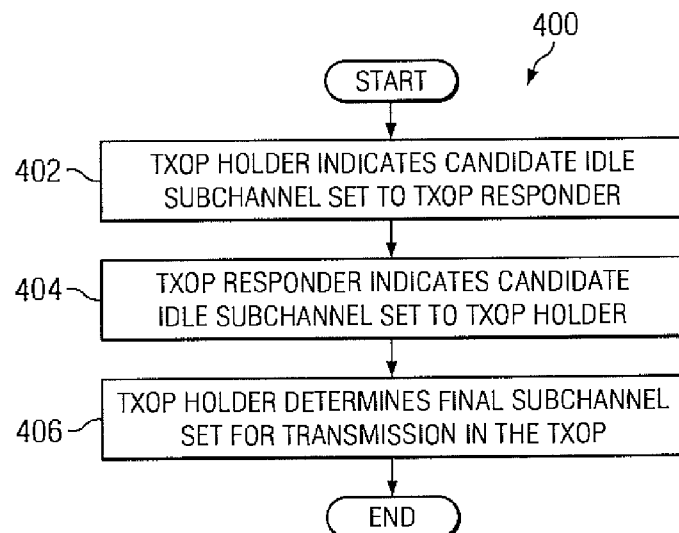 400
START
402
TXOP HOLDER INDICATES CANDIDATE IDLE
SUBCHANNEL SET TO TXOP RESPONDER
404
TXOP RESPONDER INDICATES CANDIDATE
IDLE SUBCHANNEL SET TO TXOP HOLDER
406
TXOP HOLDER DETERMINES FINAL SUBCHANNEL
SET FOR TRANSMISSION IN THE TXOP
END